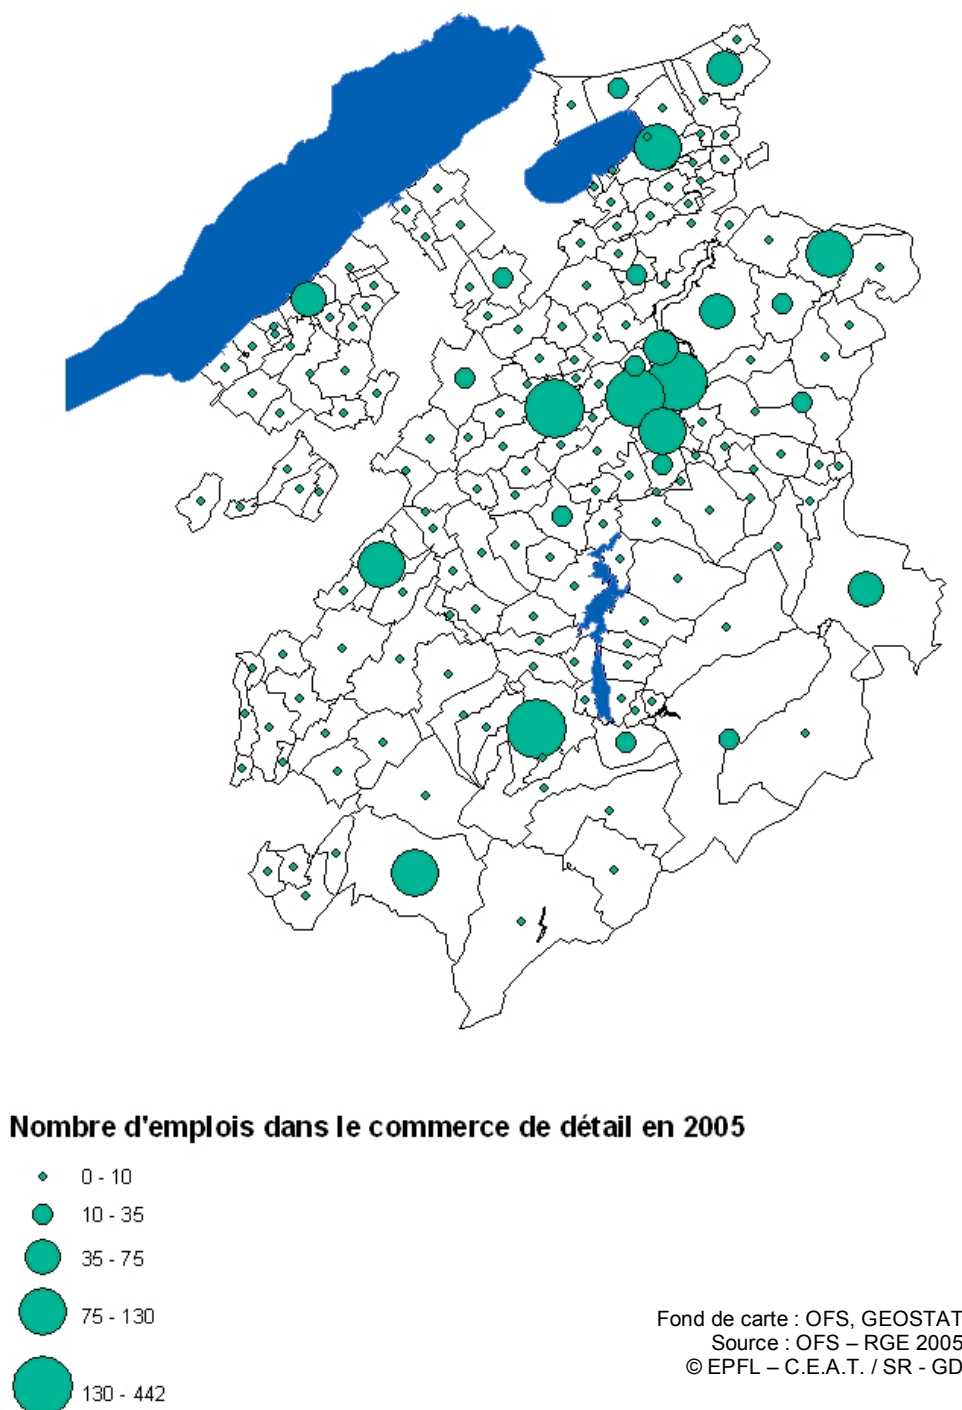 Nombre d'emplois dans le commerce de détail en 2005
0 - 10
10 - 35
35 - 75
75 - 130
130 - 442
Fond de carte : OFS, GEOSTAT
Source : OFS – RGE 2005
© EPFL – C.E.A.T. / SR - GD